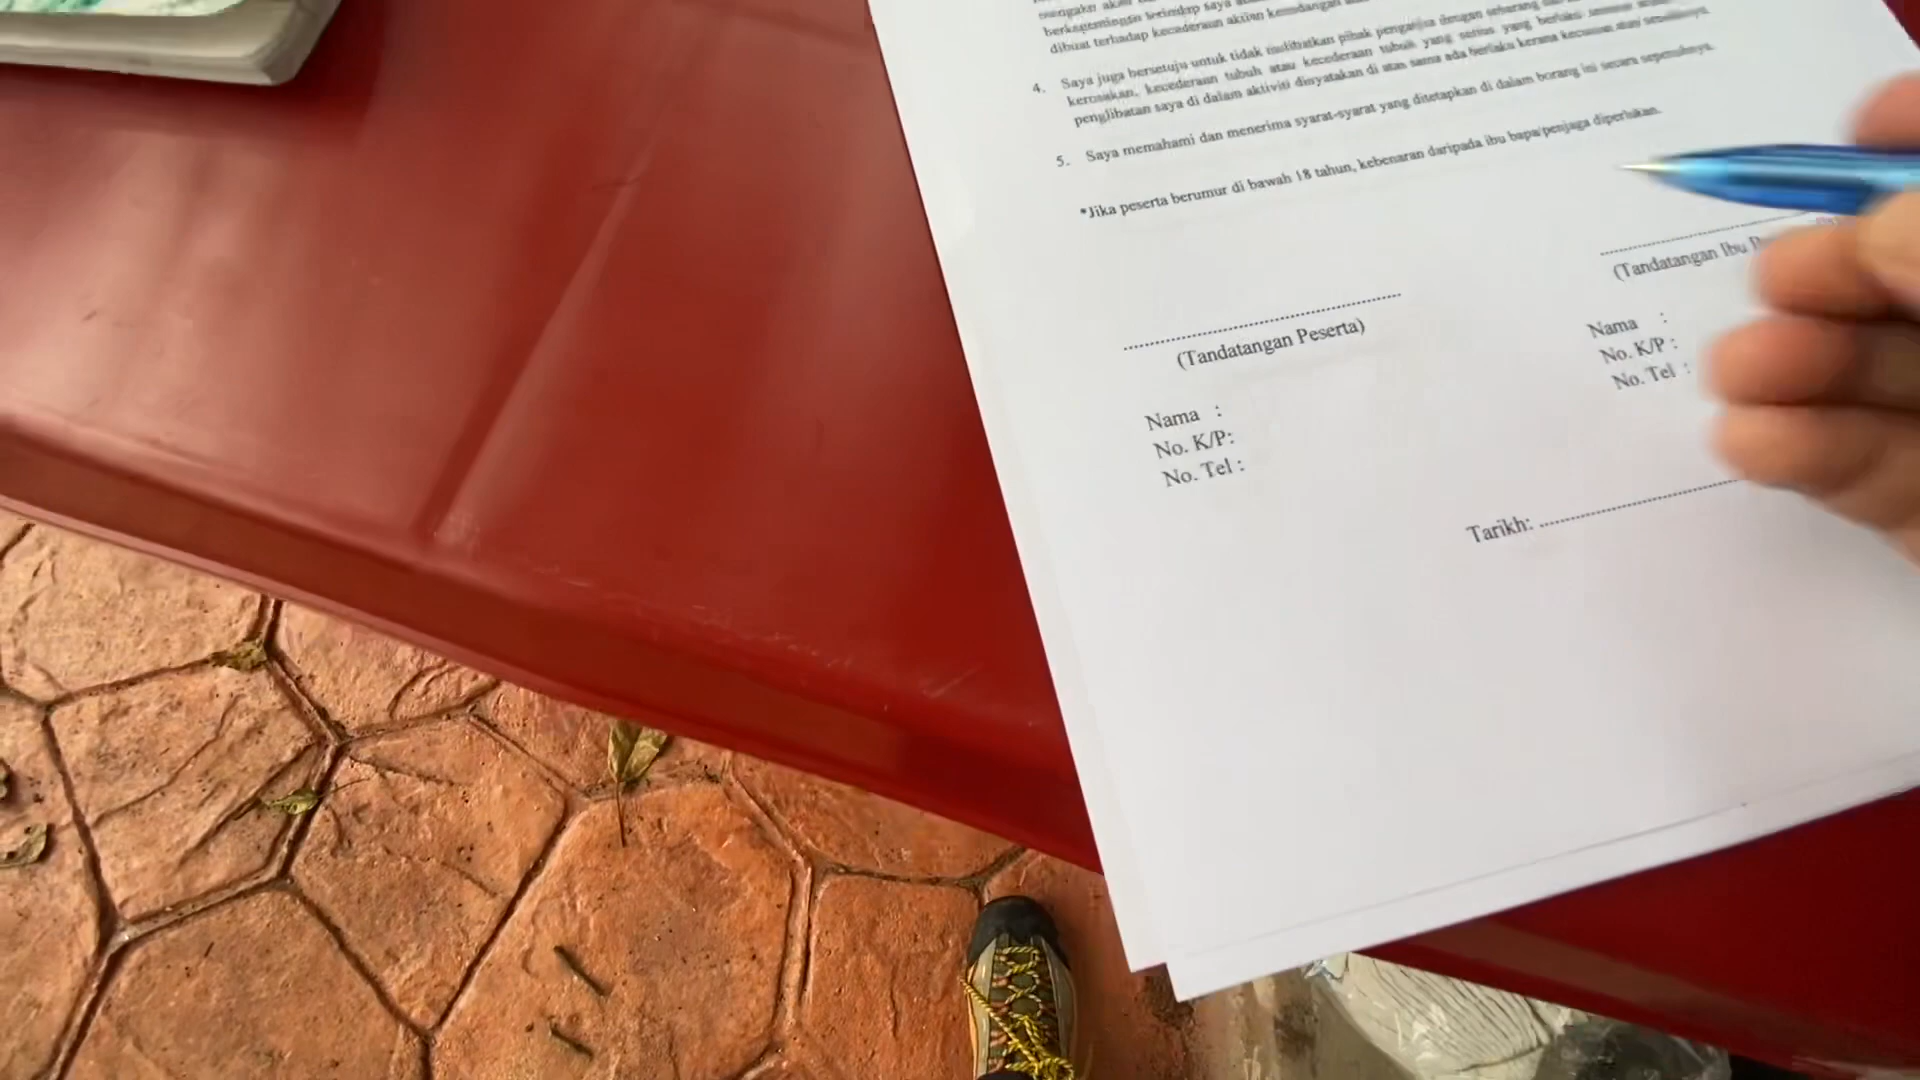 dibuat terhadap kecederaan aktian kemedangan
4. Saya juga bersetuju untuk tidak melibatkan pihak penganjur dengan sebarang
kerosakan, kecederaan tubuh atau kecederaan tubuh yang serius yang berlaku semasa
penglibatan saya di dalam aktiviti dinyatakan di atas sama ada berlaku kerana kecuaian atau sebaliknya.
5. Saya memahami dan menerima syarat-syarat yang ditetapkan di dalam borang ini secara sepenuhnya.
*Jika peserta berumur di bawah 18 tahun, kebenaran daripada ibu bapa/penjaga diperlukan.
(Tandatangan Ibu
(Tandatangan Peserta)
Nama :
No. K/P :
No. Tel :
Nama :
No. K/P:
No. Tel :
Tarikh: